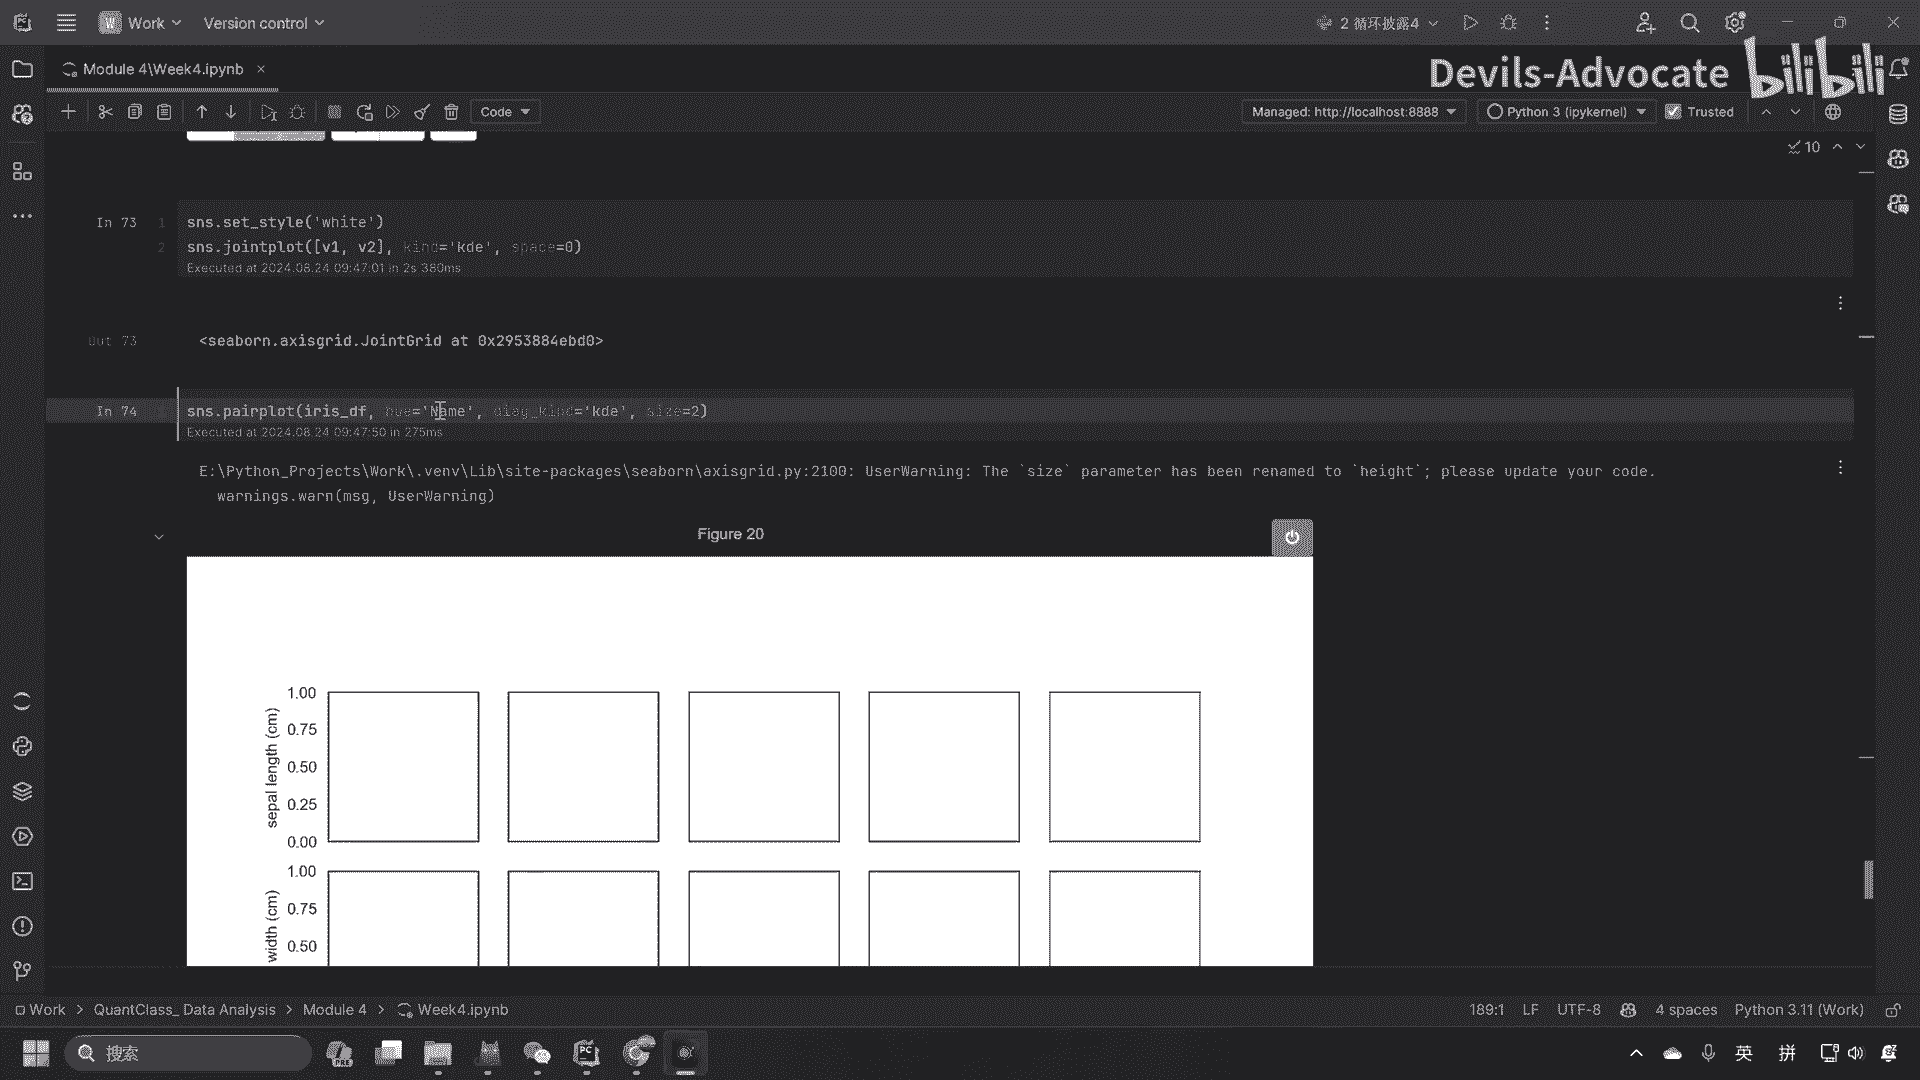 Work
Version control
2 循环披露4
Module 4\Week4.ipynb
Devils-Advocate
bilibili
Code
Managed: http://localhost:8888
Python 3 (ipykernel)
Trusted
10
In 73
1 sns.set_style('white')
2 sns.jointplot([v1, v2], kind='kde', space=0)
Executed at 2024.08.24 09:47:01 in 2s 380ms
Out 73
<seaborn.axisgrid.JointGrid at 0x2953884ebd0>
In 74
1 sns.pairplot(iris_df, hue='Name', diag_kind='kde', size=2)
Executed at 2024.08.24 09:47:50 in 275ms
E:\Python_Projects\Work\.venv\Lib\site-packages\seaborn\axisgrid.py:2100: UserWarning: The `size` parameter has been renamed to `height`; please update your code.
warnings.warn(msg, UserWarning)
Figure 20
sepal length (cm)
1.00
0.75
0.50
0.25
0.00
width (cm)
1.00
0.75
0.50
Work > QuantClass_ Data Analysis > Module 4 > Week4.ipynb
189:1
LF
UTF-8
4 spaces
Python 3.11 (Work)
搜索
PRE
PC
英
拼